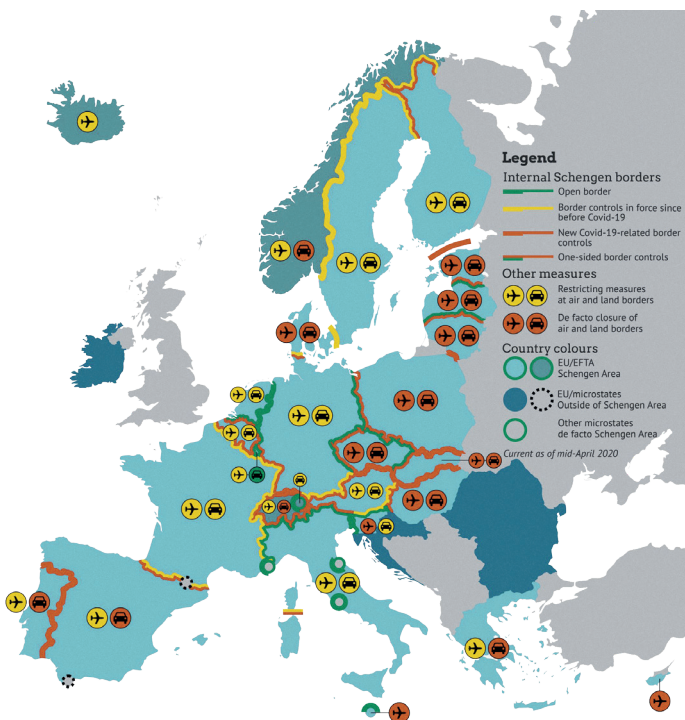 Legend
Internal Schengen borders
Open border
Border controls in force since
before Covid-19
New Covid-19-related border
controls
One-sided border controls
Other measures
Restricting measures
at air and land borders
De facto closure of
air and land borders
Country colours
EU/EFTA
Schengen Area
EU/microstates
Outside of Schengen Area
Other microstates
de facto Schengen Area
Current as of mid-April 2020